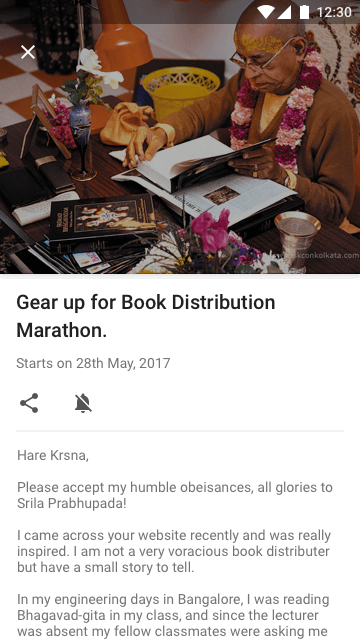 12:30
konkolkata.com
Gear up for Book Distribution
Marathon.
Starts on 28th May, 2017
Hare Krsna,
Please accept my humble obeisances, all glories to
Srila Prabhupada!
I came across your website recently and was really
inspired. I am not a very voracious book distributer
but have a small story to tell.
In my engineering days in Bangalore, I was reading
Bhagavad-gita in my class, and since the lecturer
was absent my fellow classmates were asking me